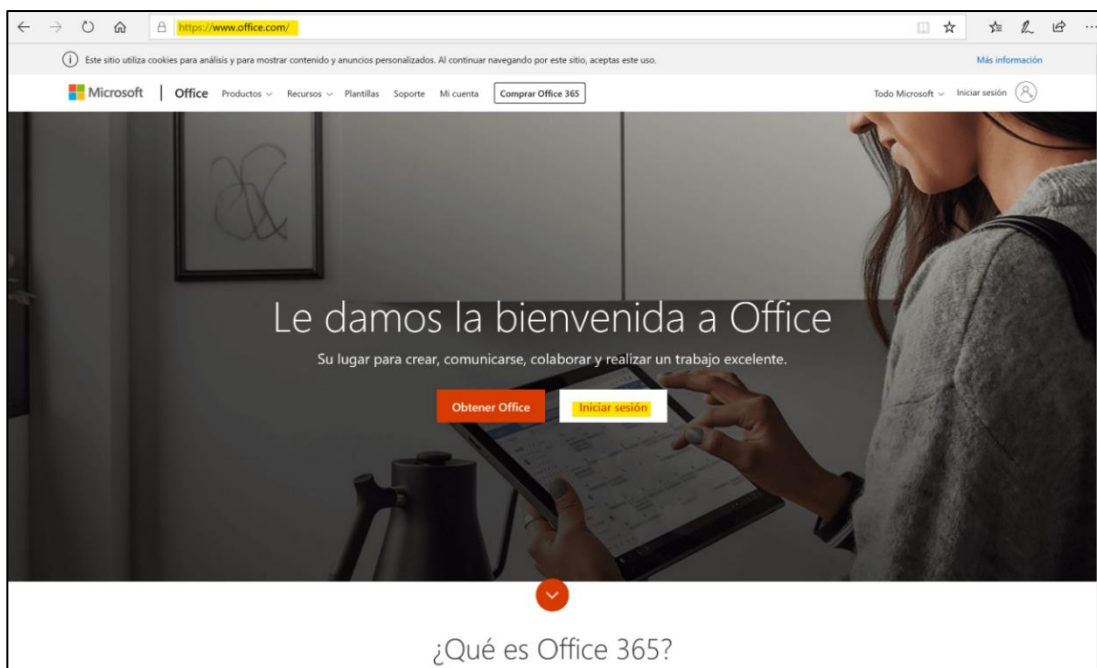 https://www.office.com/
Este sitio utiliza cookies para análisis y para mostrar contenido y anuncios personalizados. Al continuar navegando por este sitio, aceptas este uso.
Más información
Microsoft | Office Productos Recursos Plantillas Soporte Mi cuenta Comprar Office 365 Todo Microsoft Iniciar sesión
Le damos la bienvenida a Office
Su lugar para crear, comunicarse, colaborar y realizar un trabajo excelente.
Obtener Office Iniciar sesión
¿Qué es Office 365?